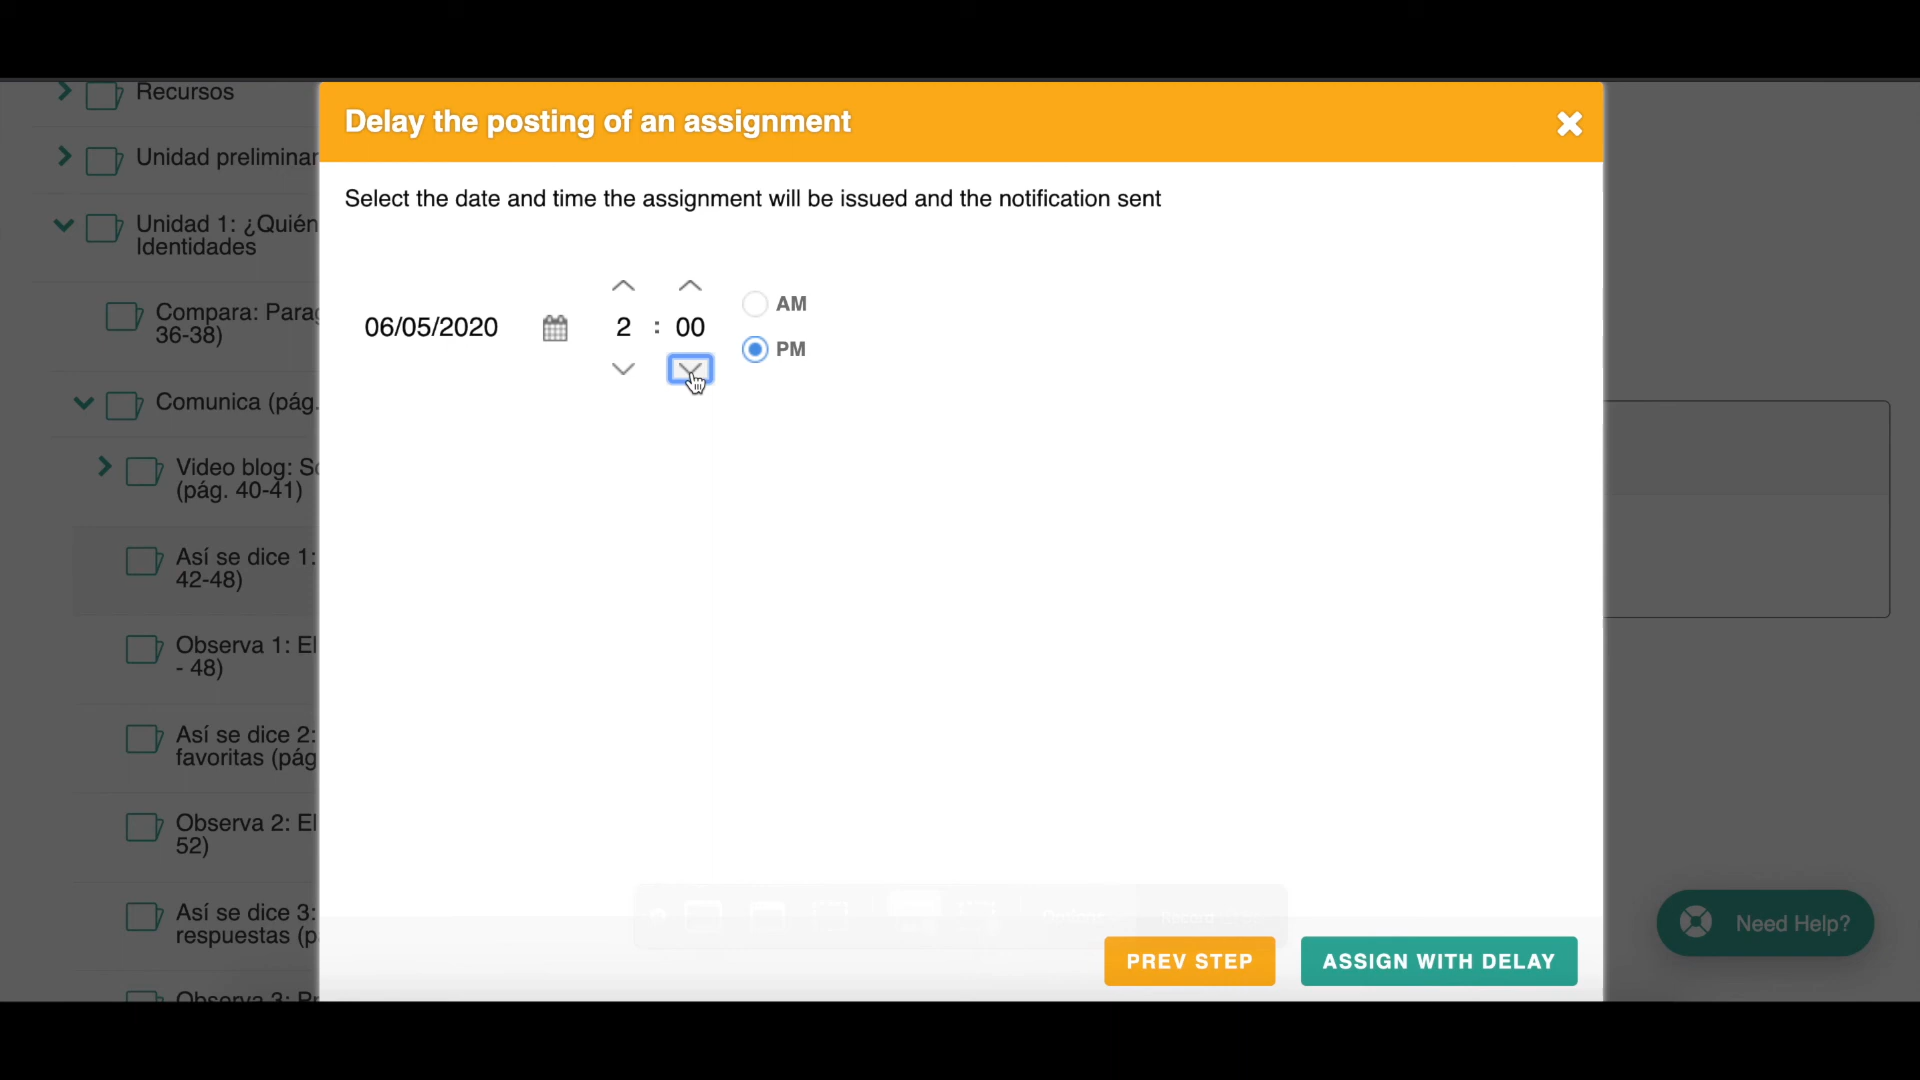 Delay the posting of an assignment
Select the date and time the assignment will be issued and the notification sent
06/05/2020
2 : 00
AM
PM
PREV STEP
ASSIGN WITH DELAY
Recursos
Unidad preliminar
Unidad 1: ¿Quién
Identidades
Compara: Parag
36-38)
Comunica (pág.
Video blog: So
(pág. 40-41)
Así se dice 1:
42-48)
Observa 1: El
- 48)
Así se dice 2:
favoritas (pág
Observa 2: El
52)
Así se dice 3:
respuestas (p
Observa 3: Pr
Need Help?